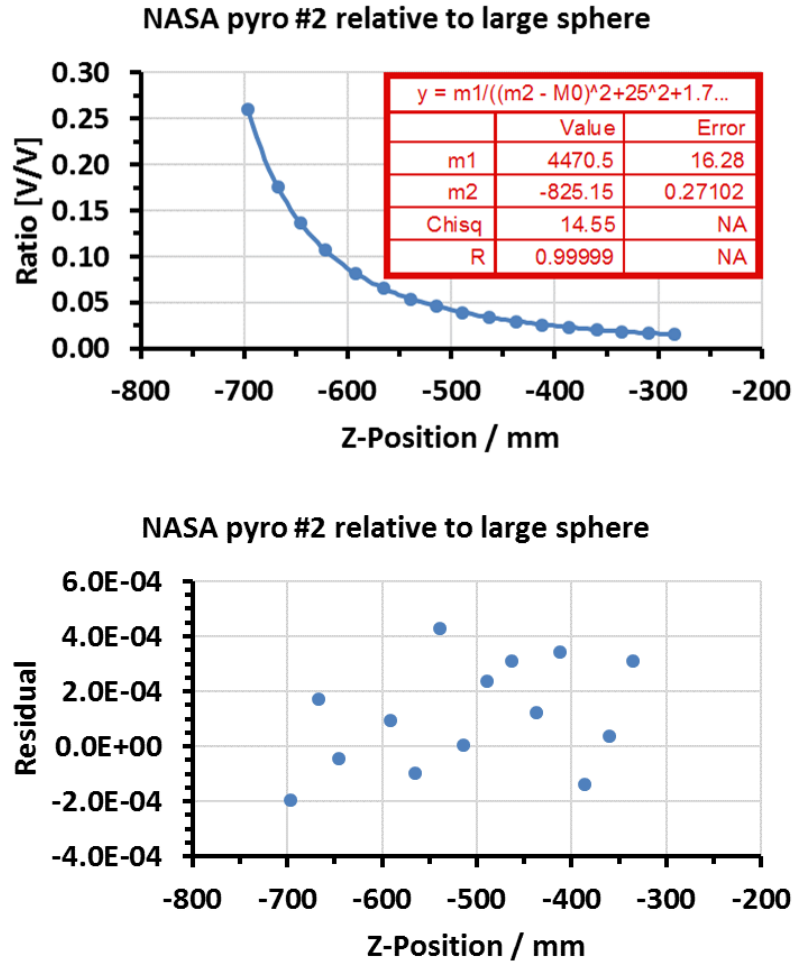 NASA pyro #2 relative to large sphere
0.30
0.25
0.20
0.15
0.10
0.05
0.00
Ratio [V/V]
y = m1/((m2 - M0)^2+25^2+1.7...
Value Error
m1 4470.5 16.28
m2 -825.15 0.27102
Chisq 14.55 NA
R 0.99999 NA
-800 -700 -600 -500 -400 -300 -200
Z-Position / mm
NASA pyro #2 relative to large sphere
6.0E-04
4.0E-04
2.0E-04
0.0E+00
-2.0E-04
-4.0E-04
Residual
-800 -700 -600 -500 -400 -300 -200
Z-Position / mm